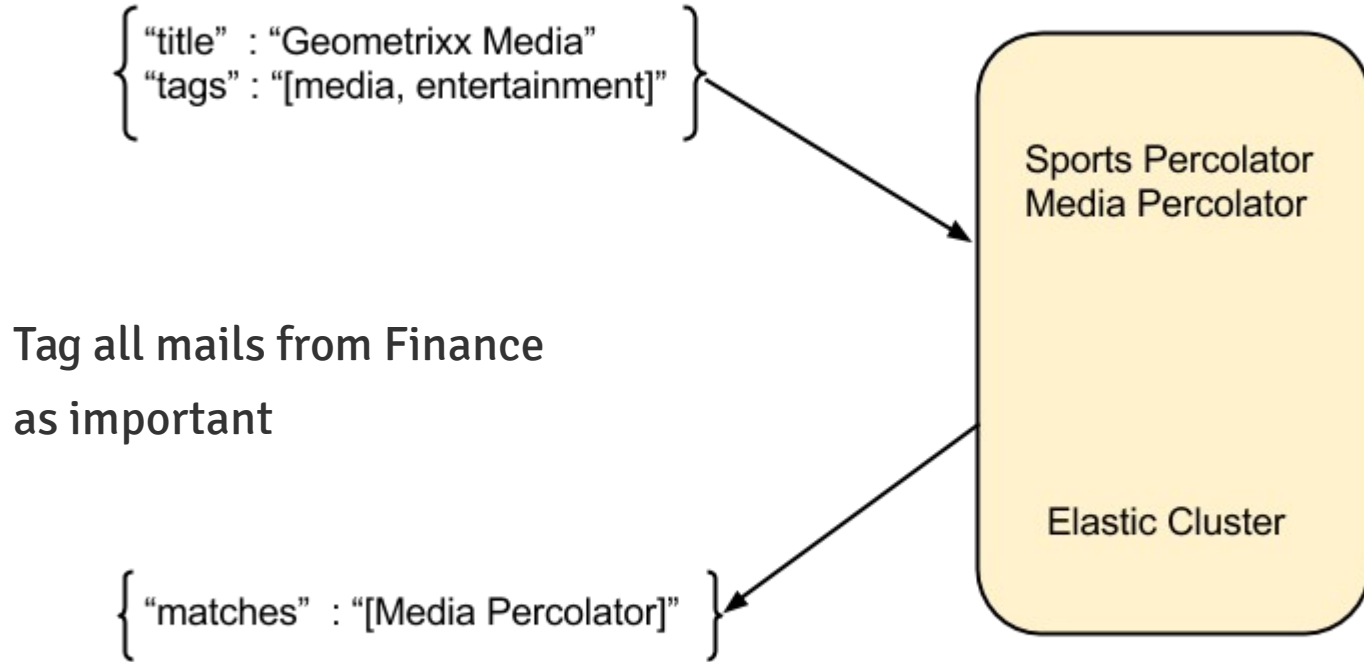 “title” : “Geometrixx Media”
“tags” : “[media, entertainment]”
Sports Percolator
Media Percolator
Tag all mails from Finance
as important
Elastic Cluster
“matches” : “[Media Percolator]”